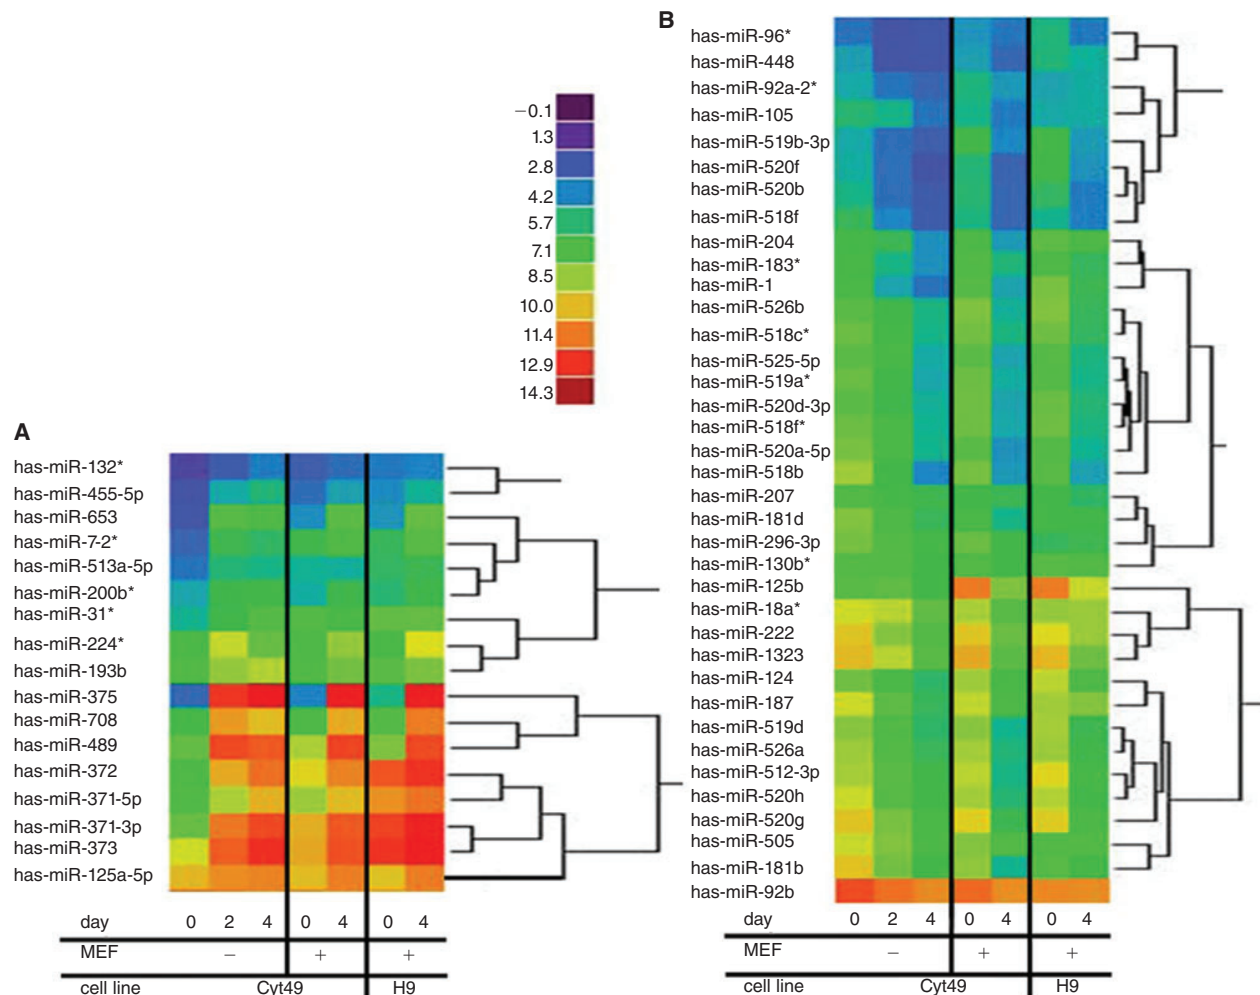 B
has-miR-96*
has-miR-448
has-miR-92a-2*
has-miR-105
has-miR-519b-3p
has-miR-520f
has-miR-520b
has-miR-518f
has-miR-204
has-miR-183*
has-miR-1
has-miR-526b
has-miR-518c*
has-miR-525-5p
has-miR-519a*
has-miR-520d-3p
has-miR-518f*
has-miR-520a-5p
has-miR-518b
has-miR-207
has-miR-181d
has-miR-296-3p
has-miR-130b*
has-miR-125b
has-miR-18a*
has-miR-222
has-miR-1323
has-miR-124
has-miR-187
has-miR-519d
has-miR-526a
has-miR-512-3p
has-miR-520h
has-miR-520g
has-miR-505
has-miR-181b
has-miR-92b
day 0 2 4 0 4 0 4
MEF − + +
cell line Cyt49 H9
−0.1
1.3
2.8
4.2
5.7
7.1
8.5
10.0
11.4
12.9
14.3
A
has-miR-132*
has-miR-455-5p
has-miR-653
has-miR-7-2*
has-miR-513a-5p
has-miR-200b*
has-miR-31*
has-miR-224*
has-miR-193b
has-miR-375
has-miR-708
has-miR-489
has-miR-372
has-miR-371-5p
has-miR-371-3p
has-miR-373
has-miR-125a-5p
day 0 2 4 0 4 0 4
MEF − + +
cell line Cyt49 H9